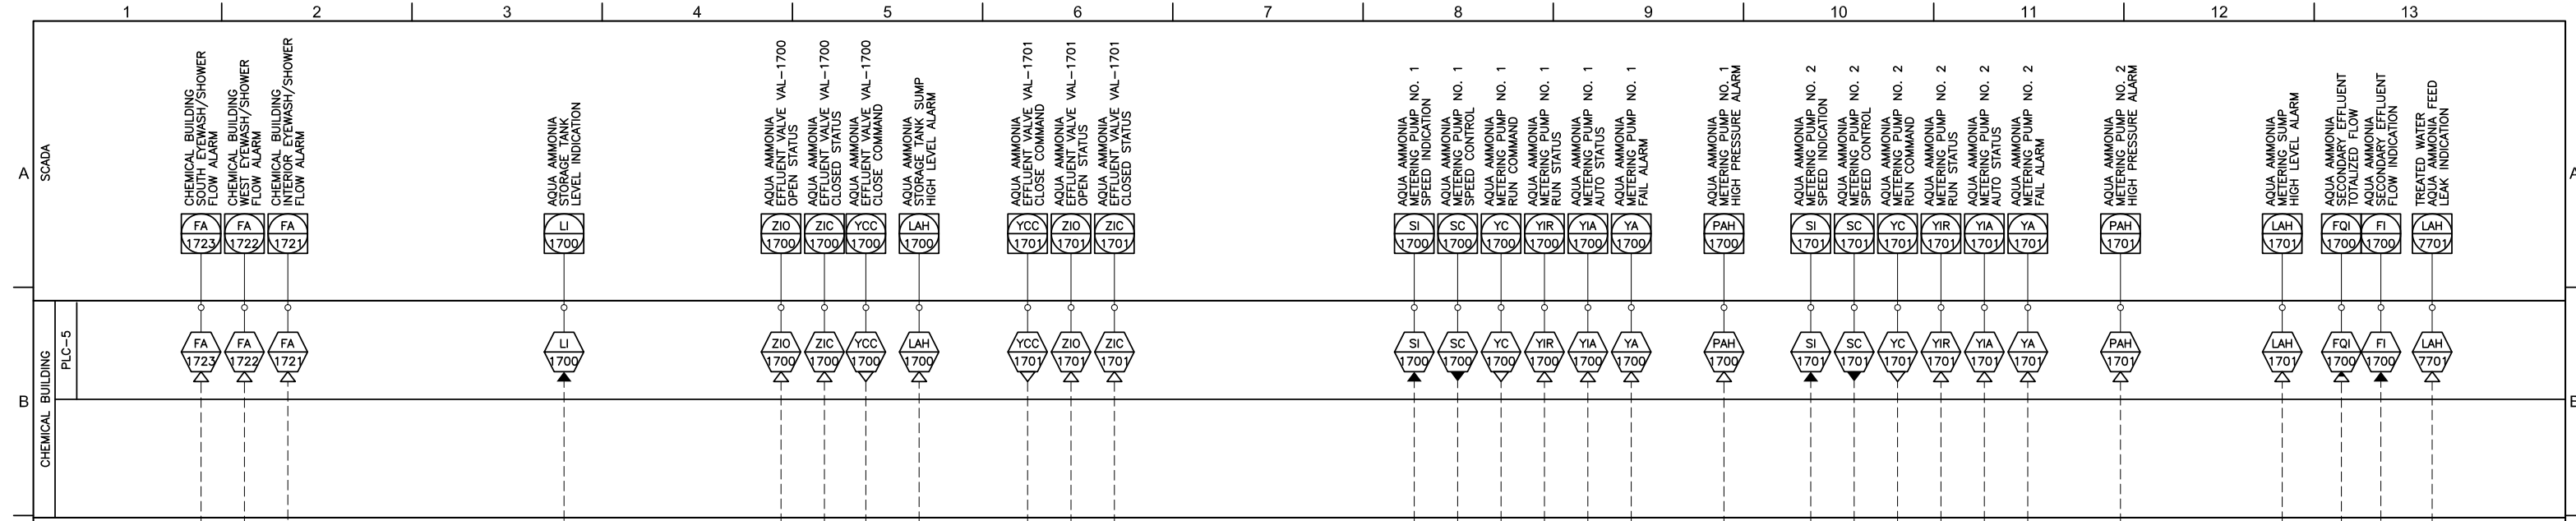 1 2 3 4 5 6 7 8 9 10 11 12 13
A
SCADA
CHEMICAL BUILDING
SOUTH EYEWASH/SHOWER
FLOW ALARM
CHEMICAL BUILDING
WEST EYEWASH/SHOWER
FLOW ALARM
CHEMICAL BUILDING
INTERIOR EYEWASH/SHOWER
FLOW ALARM
AQUA AMMONIA
STORAGE TANK
LEVEL INDICATION
AQUA AMMONIA
EFFLUENT VALVE VAL-1700
OPEN STATUS
AQUA AMMONIA
EFFLUENT VALVE VAL-1700
CLOSED STATUS
AQUA AMMONIA
EFFLUENT VALVE VAL-1700
CLOSE COMMAND
AQUA AMMONIA
STORAGE TANK SUMP
HIGH LEVEL ALARM
AQUA AMMONIA
EFFLUENT VALVE VAL-1701
CLOSE COMMAND
AQUA AMMONIA
EFFLUENT VALVE VAL-1701
OPEN STATUS
AQUA AMMONIA
EFFLUENT VALVE VAL-1701
CLOSED STATUS
AQUA AMMONIA
METERING PUMP NO. 1
SPEED INDICATION
AQUA AMMONIA
METERING PUMP NO. 1
SPEED CONTROL
AQUA AMMONIA
METERING PUMP NO. 1
RUN COMMAND
AQUA AMMONIA
METERING PUMP NO. 1
RUN STATUS
AQUA AMMONIA
METERING PUMP NO. 1
AUTO STATUS
AQUA AMMONIA
METERING PUMP NO. 1
FAIL ALARM
AQUA AMMONIA
METERING PUMP NO. 1
HIGH PRESSURE ALARM
AQUA AMMONIA
METERING PUMP NO. 2
SPEED INDICATION
AQUA AMMONIA
METERING PUMP NO. 2
SPEED CONTROL
AQUA AMMONIA
METERING PUMP NO. 2
RUN COMMAND
AQUA AMMONIA
METERING PUMP NO. 2
RUN STATUS
AQUA AMMONIA
METERING PUMP NO. 2
AUTO STATUS
AQUA AMMONIA
METERING PUMP NO. 2
FAIL ALARM
AQUA AMMONIA
METERING PUMP NO. 2
HIGH PRESSURE ALARM
AQUA AMMONIA
METERING SUMP
HIGH LEVEL ALARM
AQUA AMMONIA
SECONDARY EFFLUENT
TOTALIZED FLOW
AQUA AMMONIA
SECONDARY EFFLUENT
FLOW INDICATION
TREATED WATER
AQUA AMMONIA FEED
LEAK INDICATION
A
FA FA FA LI ZIO ZIC YCC LAH YCC ZIO ZIC SI SC YC YIR YIA YA PAH SI SC YC YIR YIA YA PAH LAH FQI FI LAH
1723 1722 1721 1700 1700 1700 1700 1700 1701 1701 1701 1700 1700 1700 1700 1700 1700 1700 1701 1701 1701 1701 1701 1701 1701 1701 1700 1700 7701
B
CHEMICAL BUILDING
PLC-5
FA FA FA LI ZIO ZIC YCC LAH YCC ZIO ZIC SI SC YC YIR YIA YA PAH SI SC YC YIR YIA YA PAH LAH FQI FI LAH
1723 1722 1721 1700 1700 1700 1700 1700 1701 1701 1701 1700 1700 1700 1700 1700 1700 1700 1701 1701 1701 1701 1701 1701 1701 1701 1700 1700 7701
B